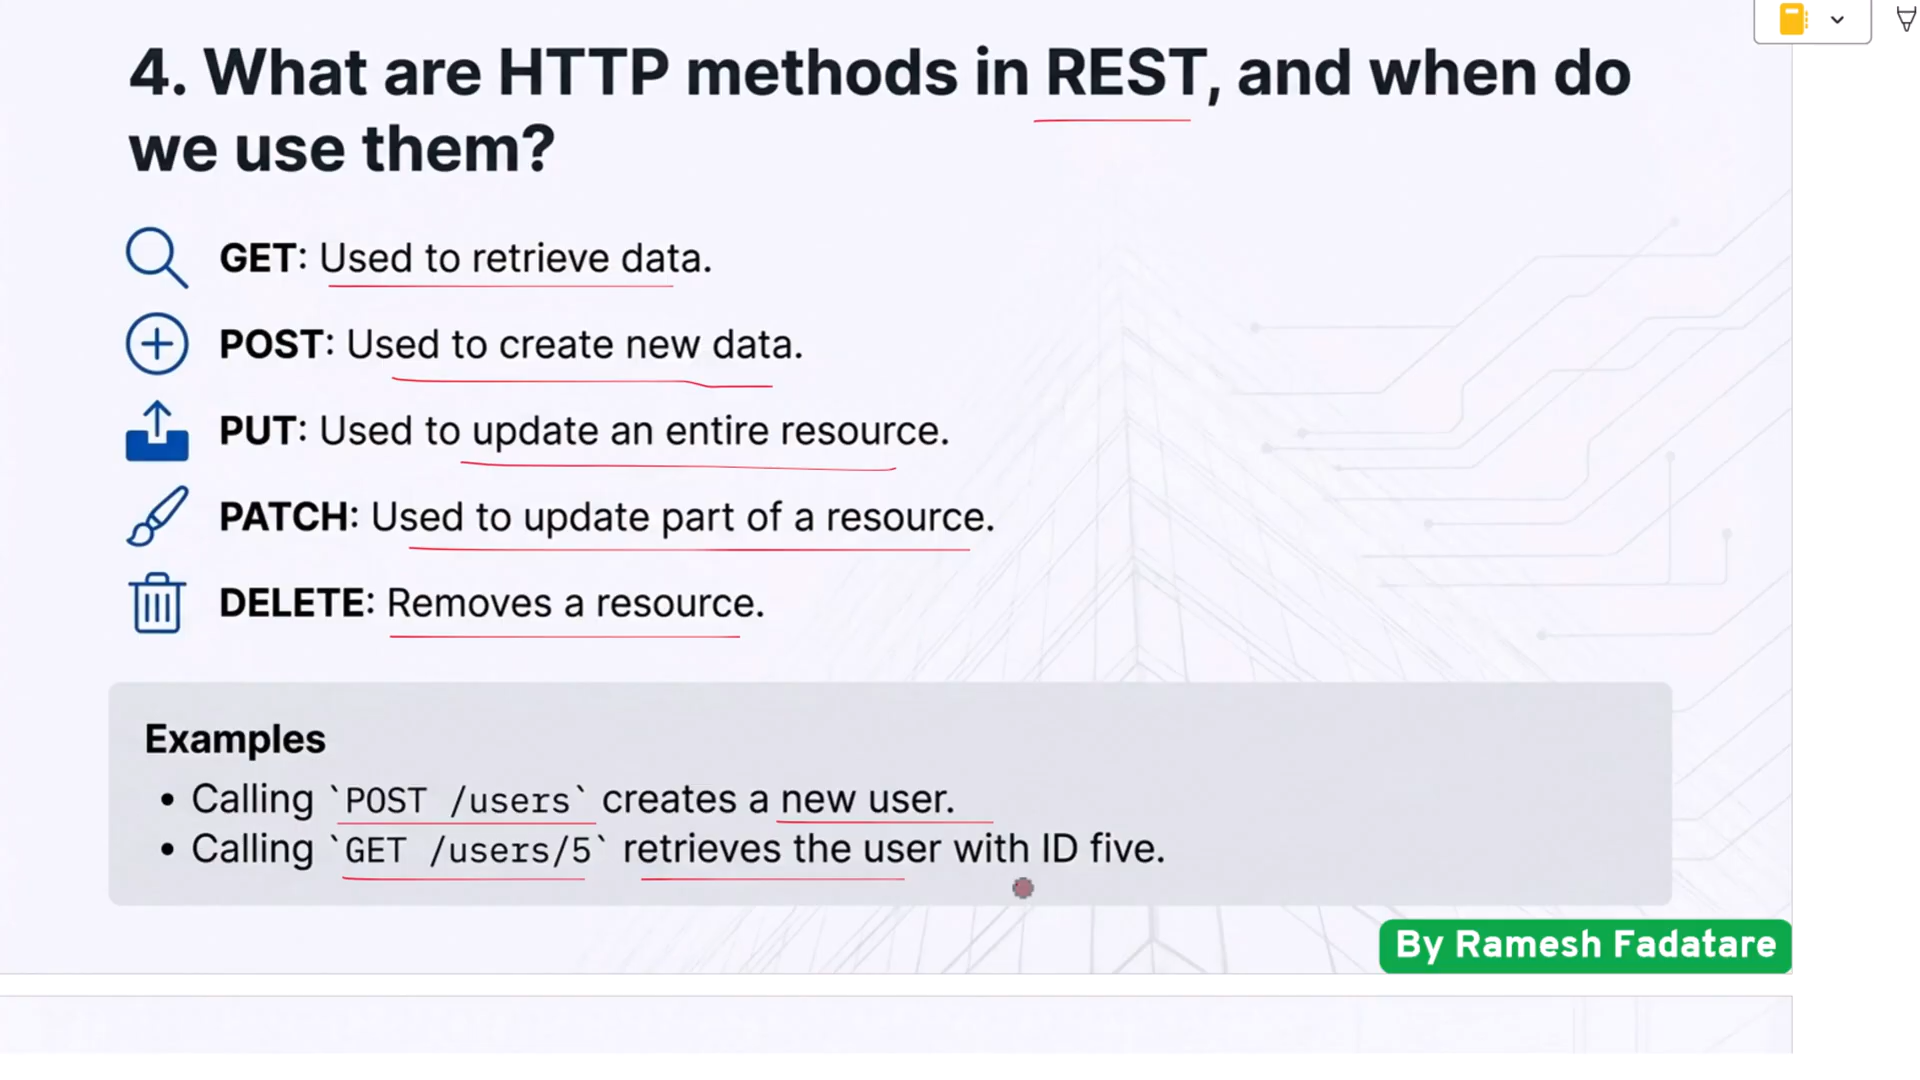 4. What are HTTP methods in REST, and when do
we use them?
GET: Used to retrieve data.
POST: Used to create new data.
PUT: Used to update an entire resource.
PATCH: Used to update part of a resource.
DELETE: Removes a resource.
Examples
• Calling `POST /users` creates a new user.
• Calling `GET /users/5` retrieves the user with ID five.
By Ramesh Fadatare